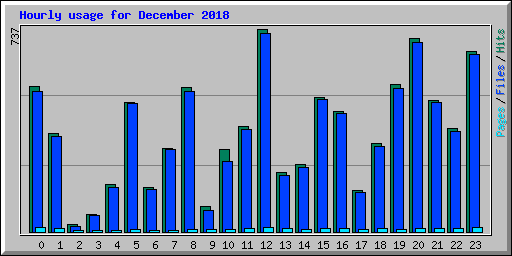 Hourly usage for December 2018
737
Pages / Files / Hits
0 1 2 3 4 5 6 7 8 9 10 11 12 13 14 15 16 17 18 19 20 21 22 23